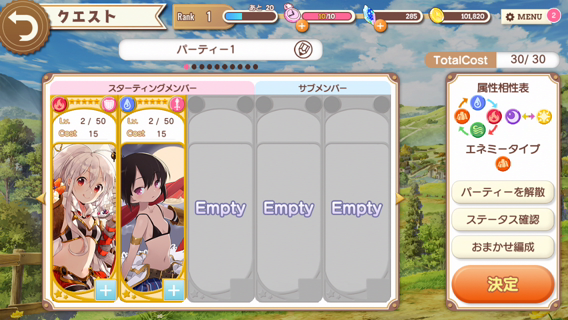 クエスト
Rank 1
あと 20
10/10
285
101,820
MENU 2
パーティー1
TotalCost 30/30
スターティングメンバー
サブメンバー
Lv. 2 / 50
Cost 15
Lv. 2 / 50
Cost 15
Empty
Empty
Empty
属性相性表
エネミータイプ
パーティーを解散
ステータス確認
おまかせ編成
決定